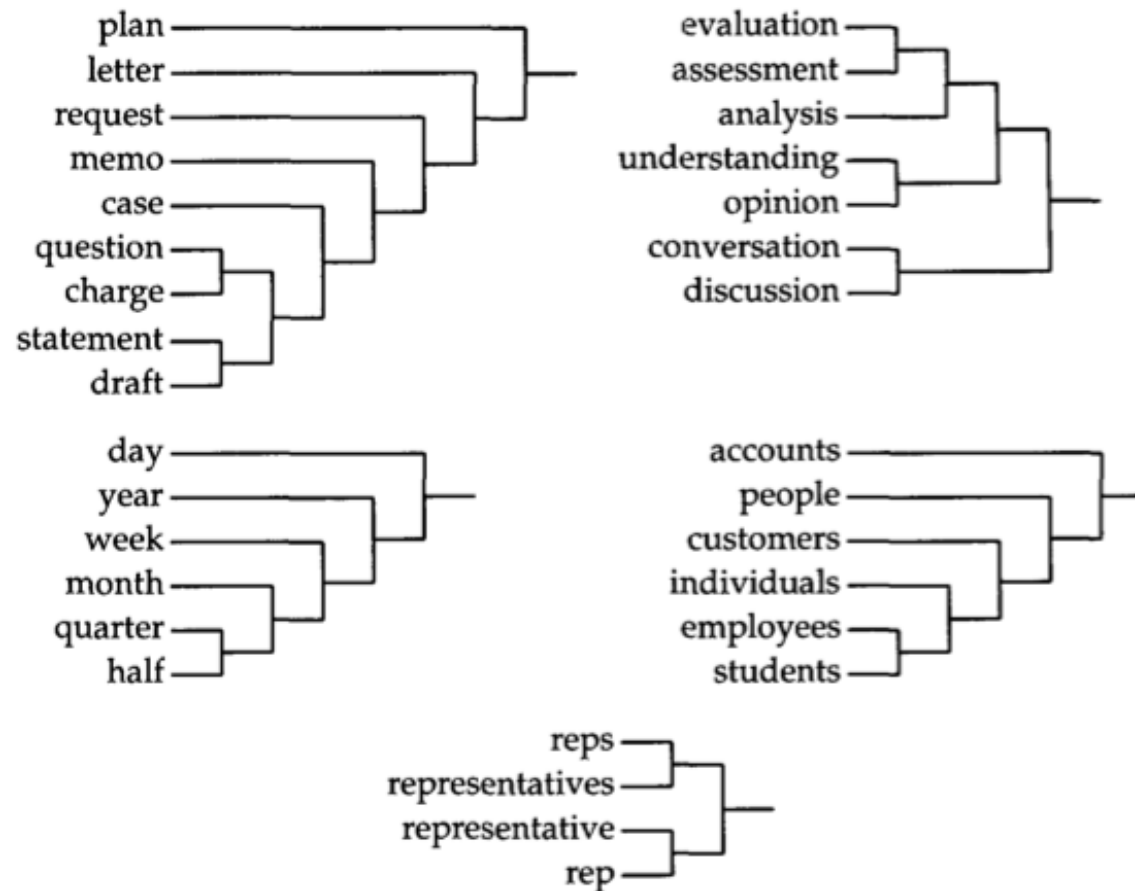 plan
letter
request
memo
case
question
charge
statement
draft
evaluation
assessment
analysis
understanding
opinion
conversation
discussion
day
year
week
month
quarter
half
accounts
people
customers
individuals
employees
students
reps
representatives
representative
rep